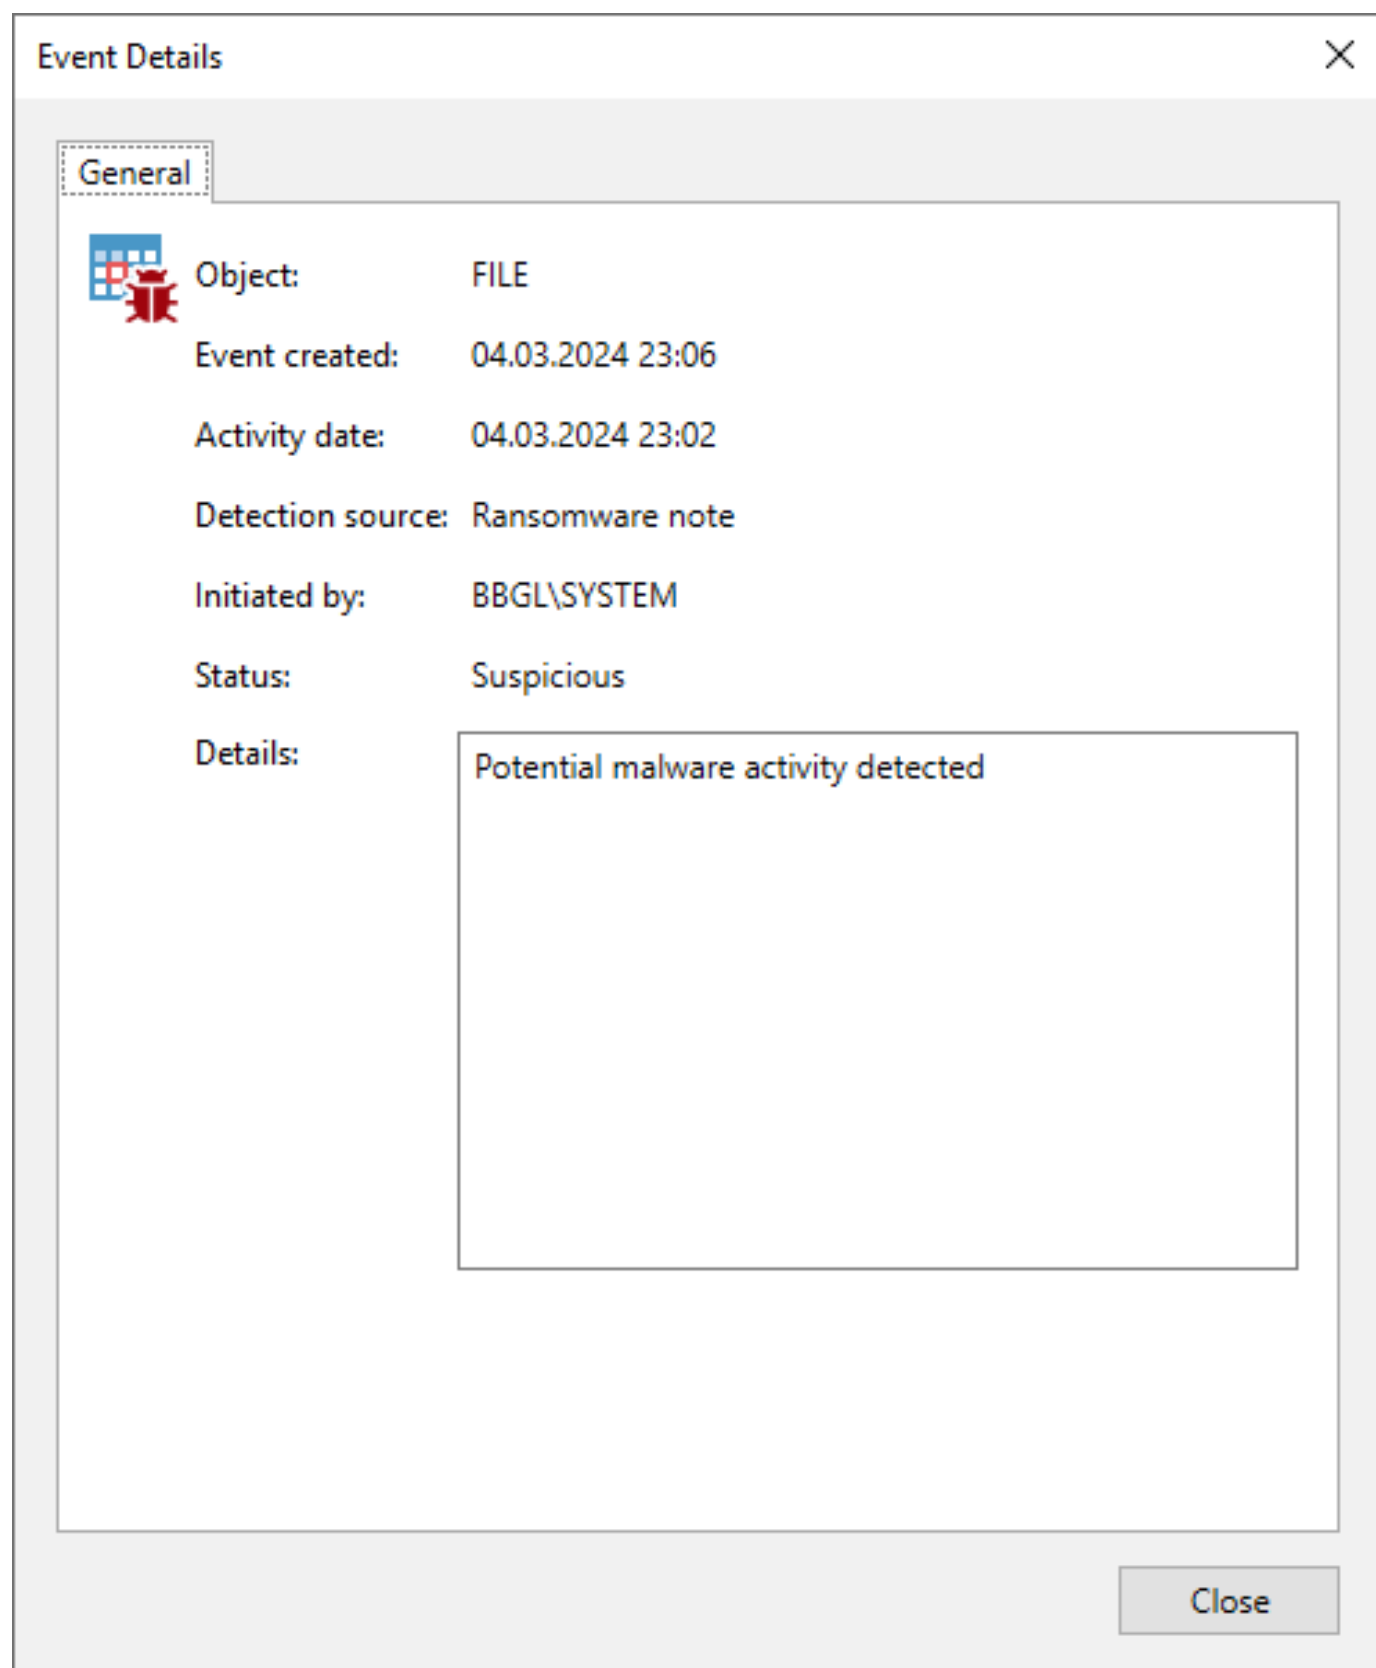 Event Details
General
Object: FILE
Event created: 04.03.2024 23:06
Activity date: 04.03.2024 23:02
Detection source: Ransomware note
Initiated by: BBGL\SYSTEM
Status: Suspicious
Details: Potential malware activity detected
Close